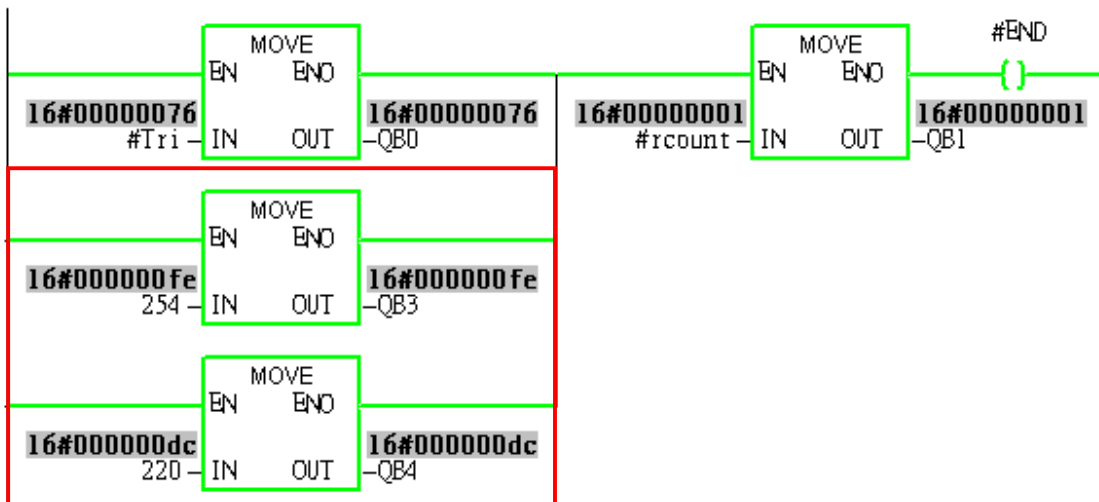 MOVE
EN ENO
16#00000076 16#00000076
#Tri IN OUT QB0
MOVE
EN ENO
16#00000001 16#00000001
#rcount IN OUT QB1
#END
( )
MOVE
EN ENO
16#000000fe 16#000000fe
254 IN OUT QB3
MOVE
EN ENO
16#000000dc 16#000000dc
220 IN OUT QB4